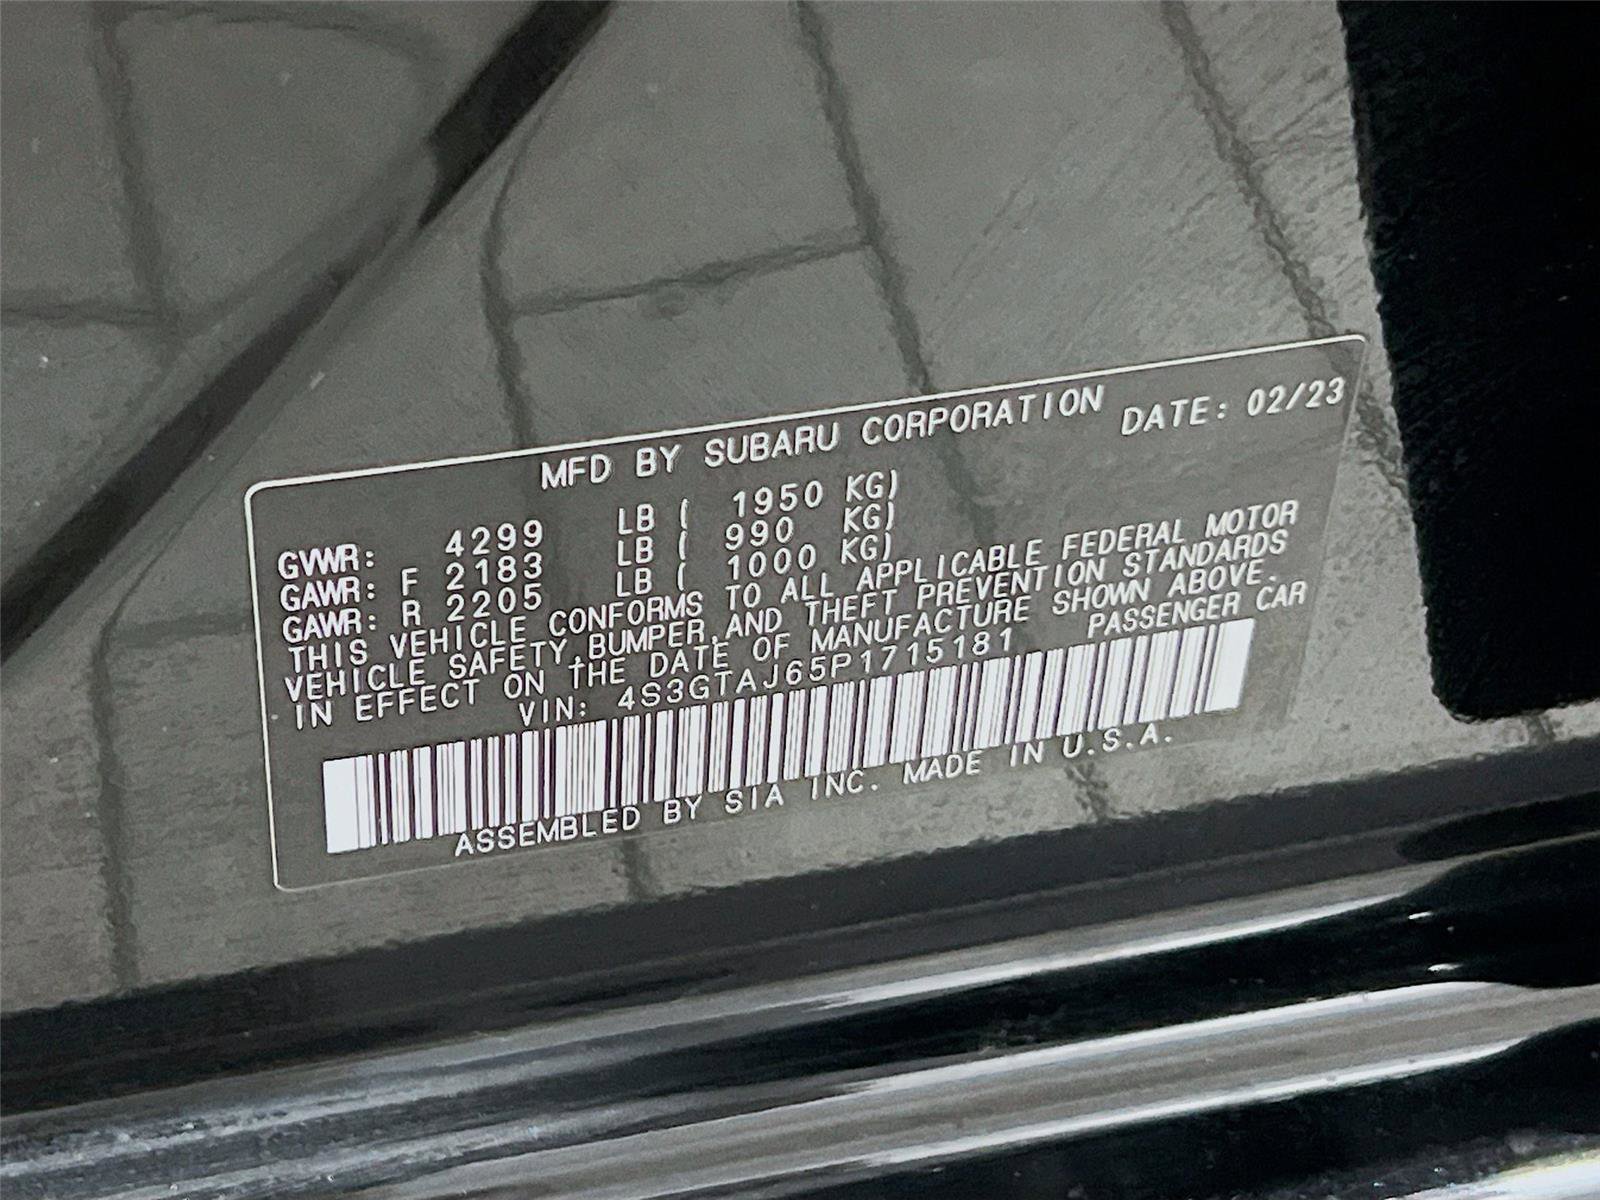 MFD BY SUBARU CORPORATION DATE: 02/23
GVWR: 4299 LB ( 1950 KG)
GAWR: F 2183 LB ( 990 KG)
GAWR: R 2205 LB ( 1000 KG)
THIS VEHICLE CONFORMS TO ALL APPLICABLE FEDERAL MOTOR
VEHICLE SAFETY, BUMPER, AND THEFT PREVENTION STANDARDS
IN EFFECT ON THE DATE OF MANUFACTURE SHOWN ABOVE.
VIN: 4S3GTAJ65P1715181 PASSENGER CAR
ASSEMBLED BY SIA INC. MADE IN U.S.A.